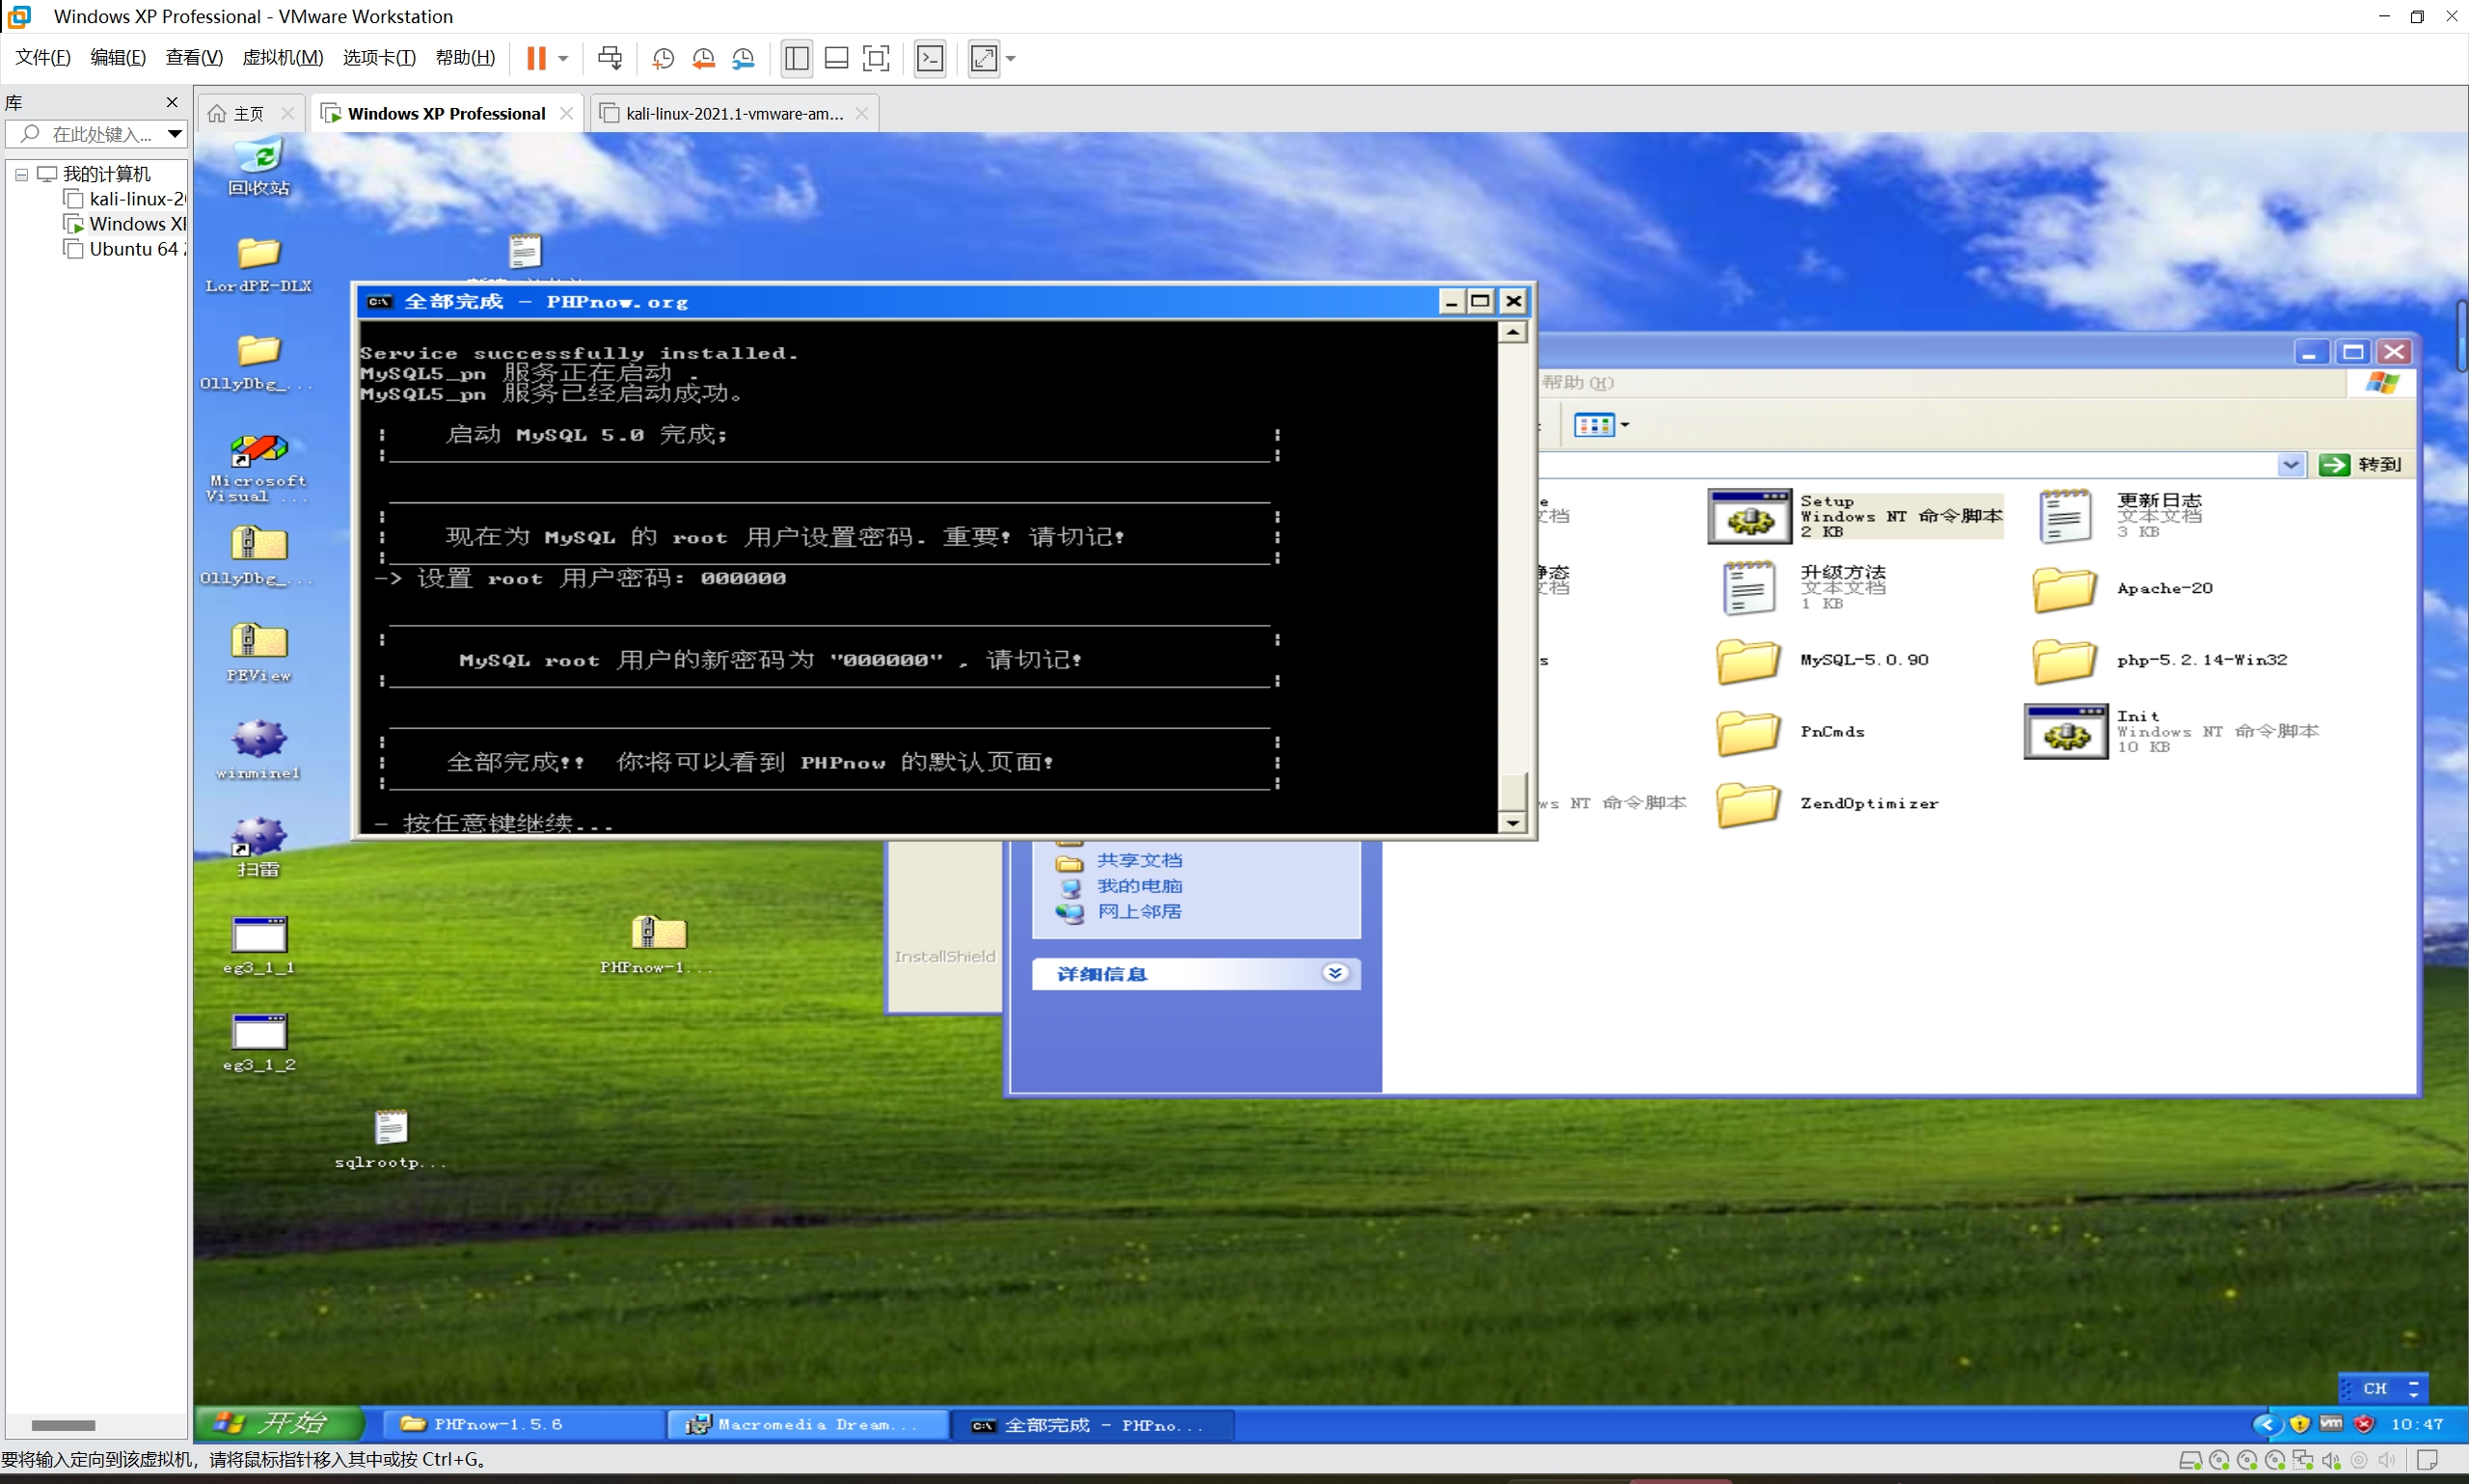 Windows XP Professional - VMware Workstation
文件(F) 编辑(E) 查看(V) 虚拟机(M) 选项卡(T) 帮助(H)
库
在此处键入...
我的计算机
kali-linux-2
Windows XI
Ubuntu 64
主页
Windows XP Professional
kali-linux-2021.1-vmware-am...
回收站
LordPE-DLX
OllyDbg_...
Microsoft
Visual ...
OllyDbg_...
PEView
winmine1
扫雷
eg3_1_1
eg3_1_2
PHPnow-1...
sqlrootp...
全部完成 - PHPnow.org
Service successfully installed.
MySQL5_pn 服务正在启动 .
MySQL5_pn 服务已经启动成功。
启动 MySQL 5.0 完成;
现在为 MySQL 的 root 用户设置密码. 重要! 请切记!
-> 设置 root 用户密码: 000000
MySQL root 用户的新密码为 "000000" , 请切记!
全部完成!! 你将可以看到 PHPnow 的默认页面!
- 按任意键继续...
帮助(H)
转到
Setup
Windows NT 命令脚本
2 KB
更新日志
文本文档
3 KB
升级方法
文本文档
1 KB
Apache-20
MySQL-5.0.90
php-5.2.14-Win32
PnCmds
Init
Windows NT 命令脚本
10 KB
NT 命令脚本
ZendOptimizer
共享文档
我的电脑
网上邻居
InstallShield
详细信息
CH
开始
PHPnow-1.5.6
Macromedia Dream...
全部完成 - PHPno...
10:47
要将输入定向到该虚拟机，请将鼠标指针移入其中或按 Ctrl+G。